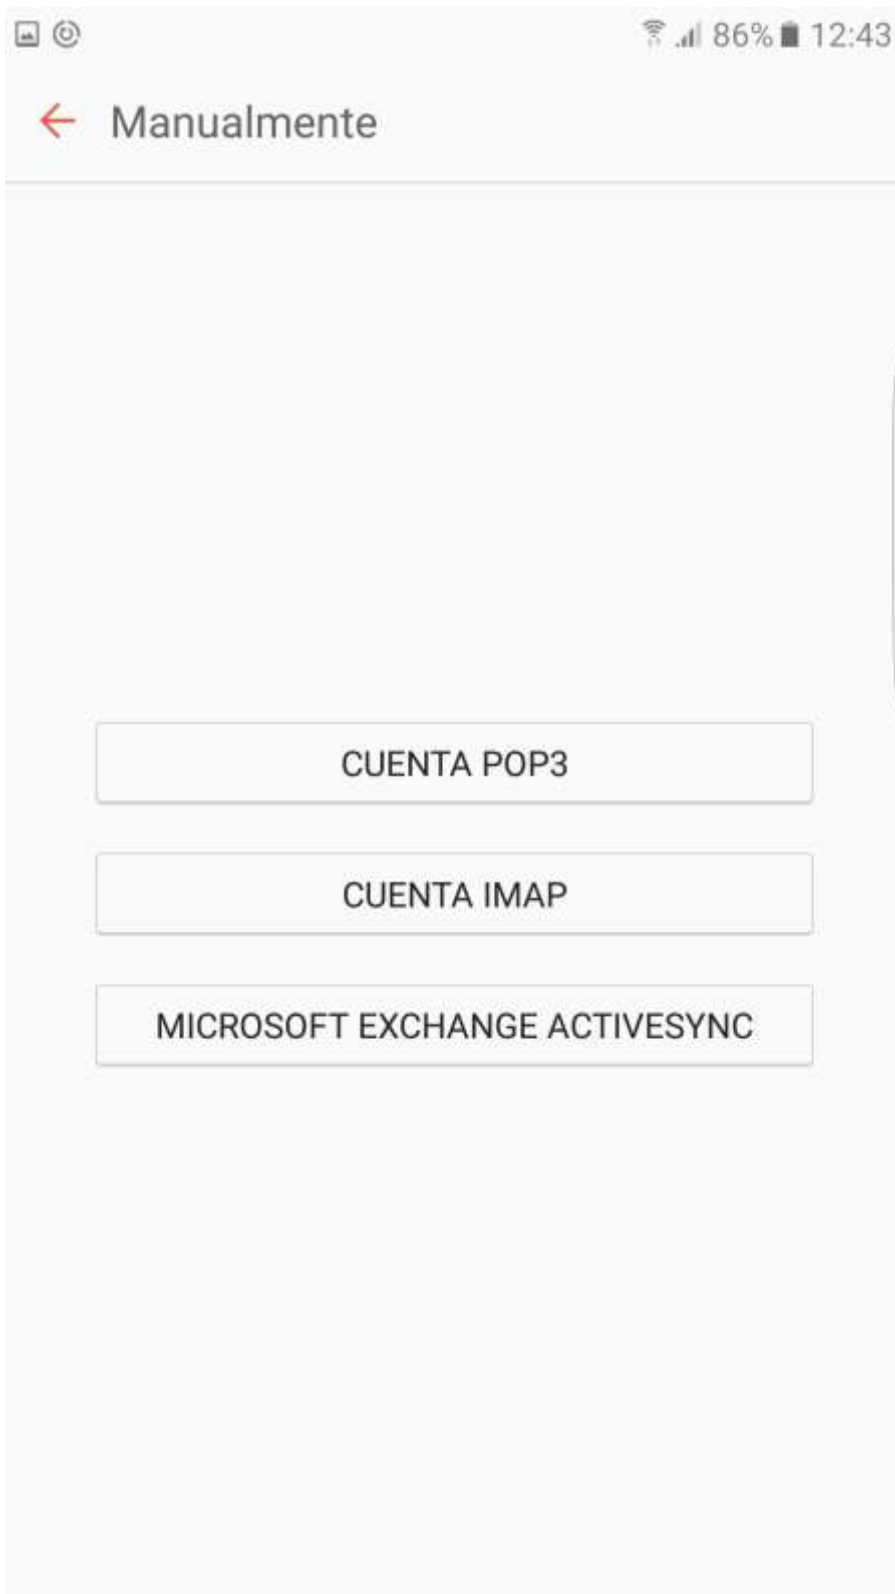 86% 12:43
Manualmente
CUENTA POP3
CUENTA IMAP
MICROSOFT EXCHANGE ACTIVESYNC